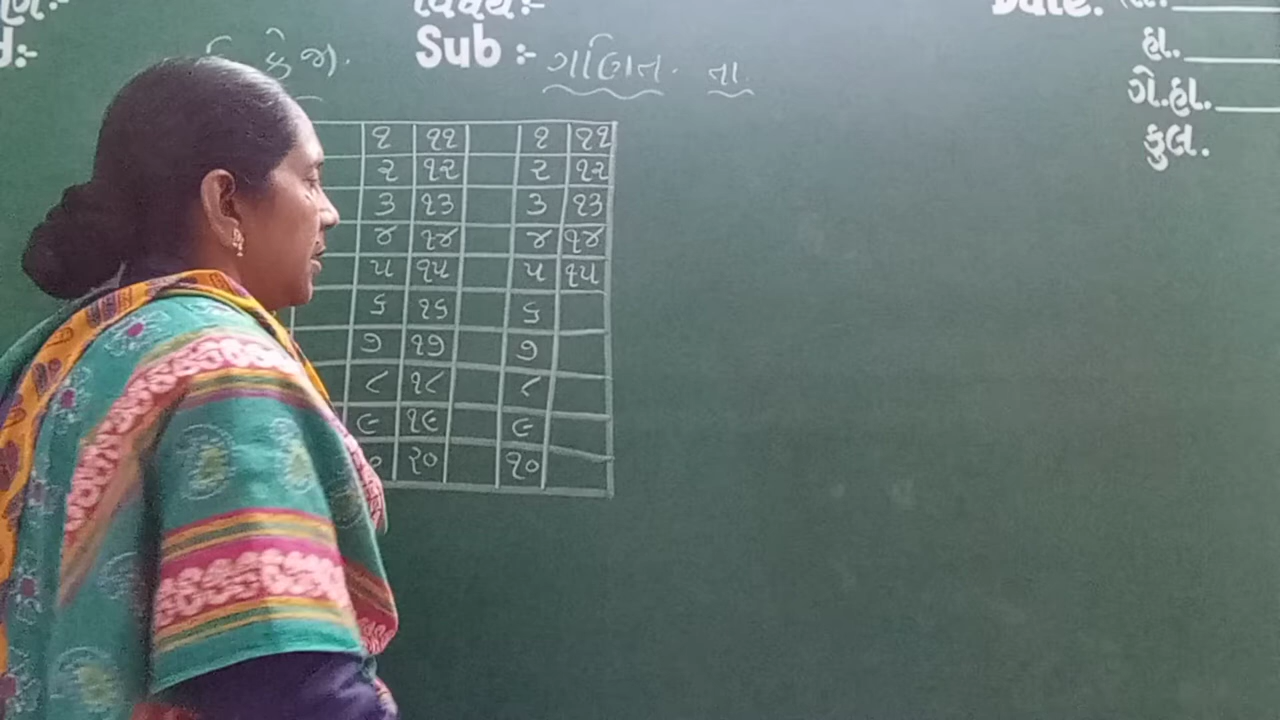 વિષય:-
Date. તા.
કે જી. Sub :- ગણિત. ના.
હા..
ગે.હા..
કુલ.
૧ ૧૧ ૧ ૧૧
૨ ૧૨ ૨ ૧૨
૩ ૧૩ ૩ ૧૩
૪ ૧૪ ૪ ૧૪
૫ ૧૫ ૫ ૧૫
૬ ૧૬ ૬
૭ ૧૭ ૭
૮ ૧૮ ૮
૯ ૧૯ ૯
૨૦ ૧૦